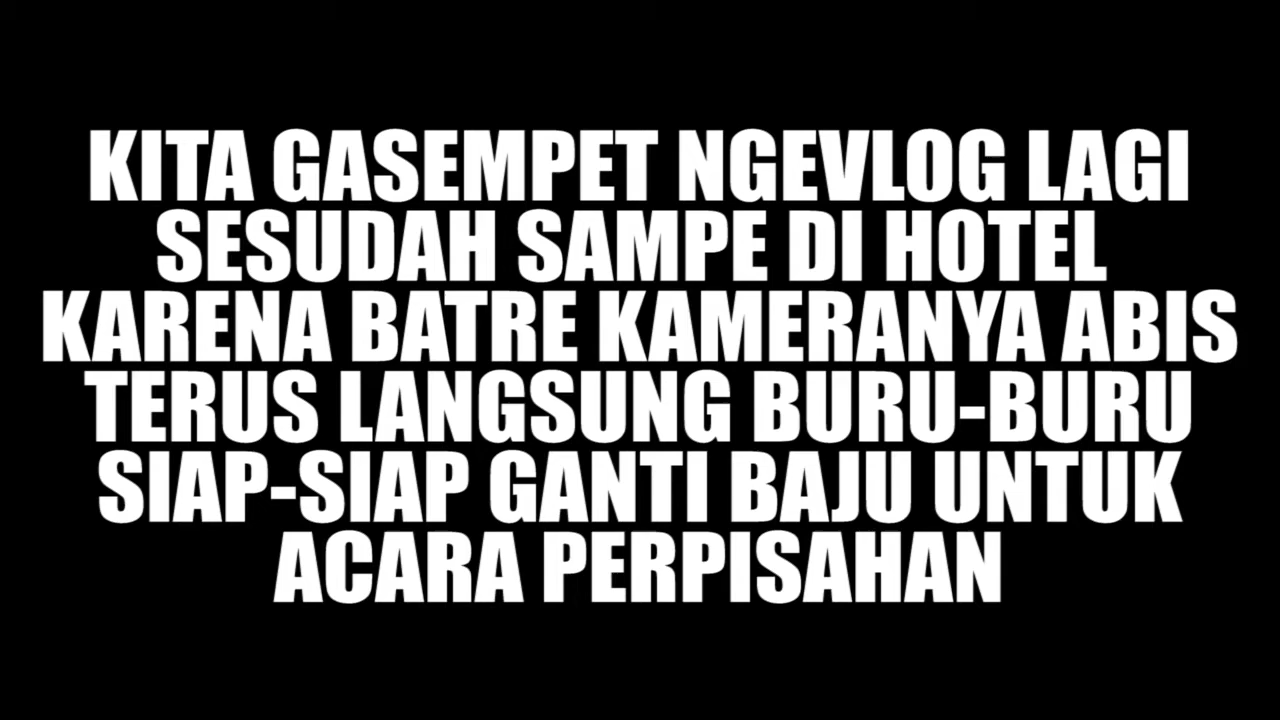 KITA GASEMPET NGEVLOG LAGI
SESUDAH SAMPE DI HOTEL
KARENA BATRE KAMERANYA ABIS
TERUS LANGSUNG BURU-BURU
SIAP-SIAP GANTI BAJU UNTUK
ACARA PERPISAHAN